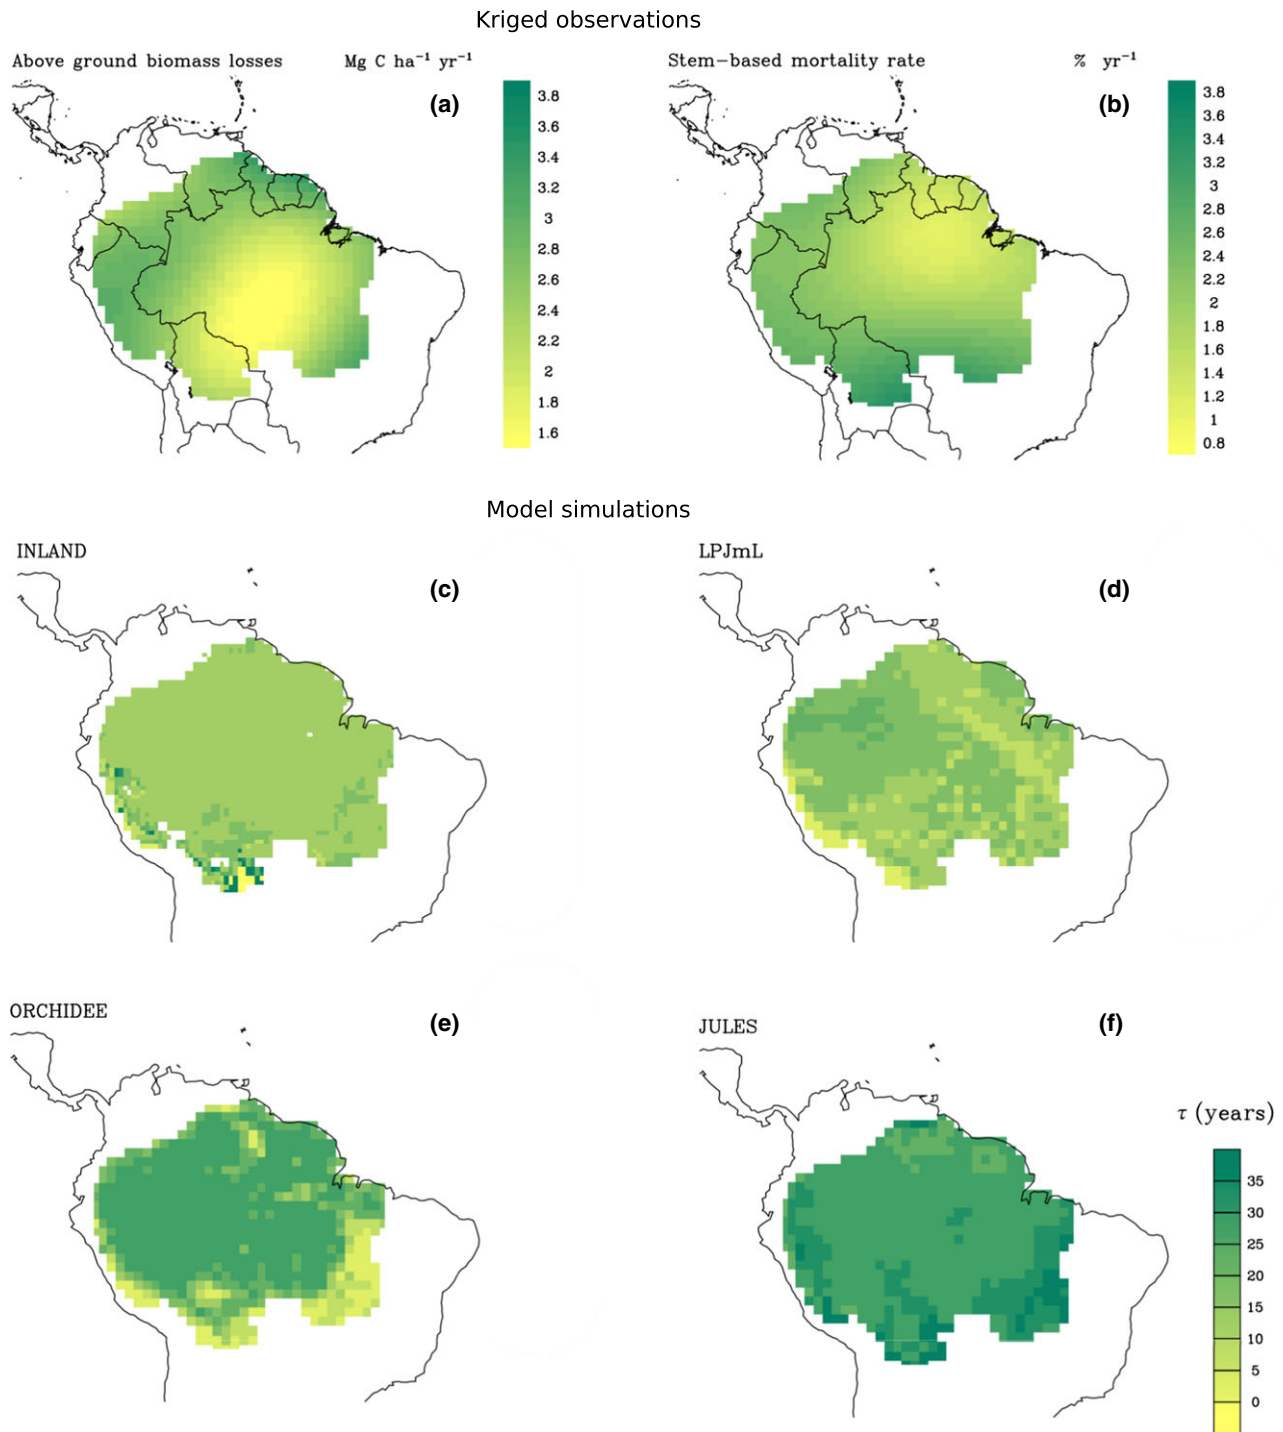 Kriged observations
Above ground biomass losses Mg C ha⁻¹ yr⁻¹
(a)
3.8
3.6
3.4
3.2
3
2.8
2.6
2.4
2.2
2
1.8
1.6
Stem-based mortality rate % yr⁻¹
(b)
3.8
3.6
3.4
3.2
3
2.8
2.6
2.4
2.2
2
1.8
1.6
1.4
1.2
1
0.8
Model simulations
INLAND
(c)
LPJmL
(d)
ORCHIDEE
(e)
JULES
(f)
τ (years)
35
30
25
20
15
10
5
0